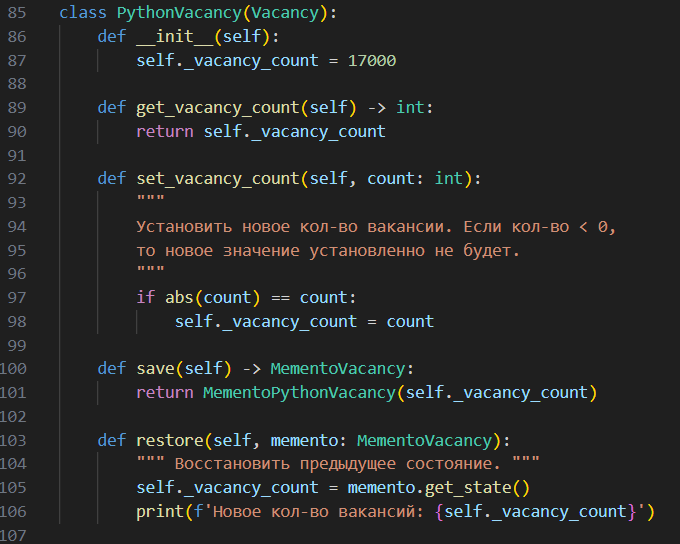 85 class PythonVacancy(Vacancy):
86     def __init__(self):
87         self._vacancy_count = 17000
88
89     def get_vacancy_count(self) -> int:
90         return self._vacancy_count
91
92     def set_vacancy_count(self, count: int):
93         """
94         Установить новое кол-во вакансии. Если кол-во < 0,
95         то новое значение установленно не будет.
96         """
97         if abs(count) == count:
98             self._vacancy_count = count
99
100     def save(self) -> MementoVacancy:
101         return MementoPythonVacancy(self._vacancy_count)
102
103     def restore(self, memento: MementoVacancy):
104         """ Восстановить предыдущее состояние. """
105         self._vacancy_count = memento.get_state()
106         print(f'Новое кол-во вакансий: {self._vacancy_count}')
107